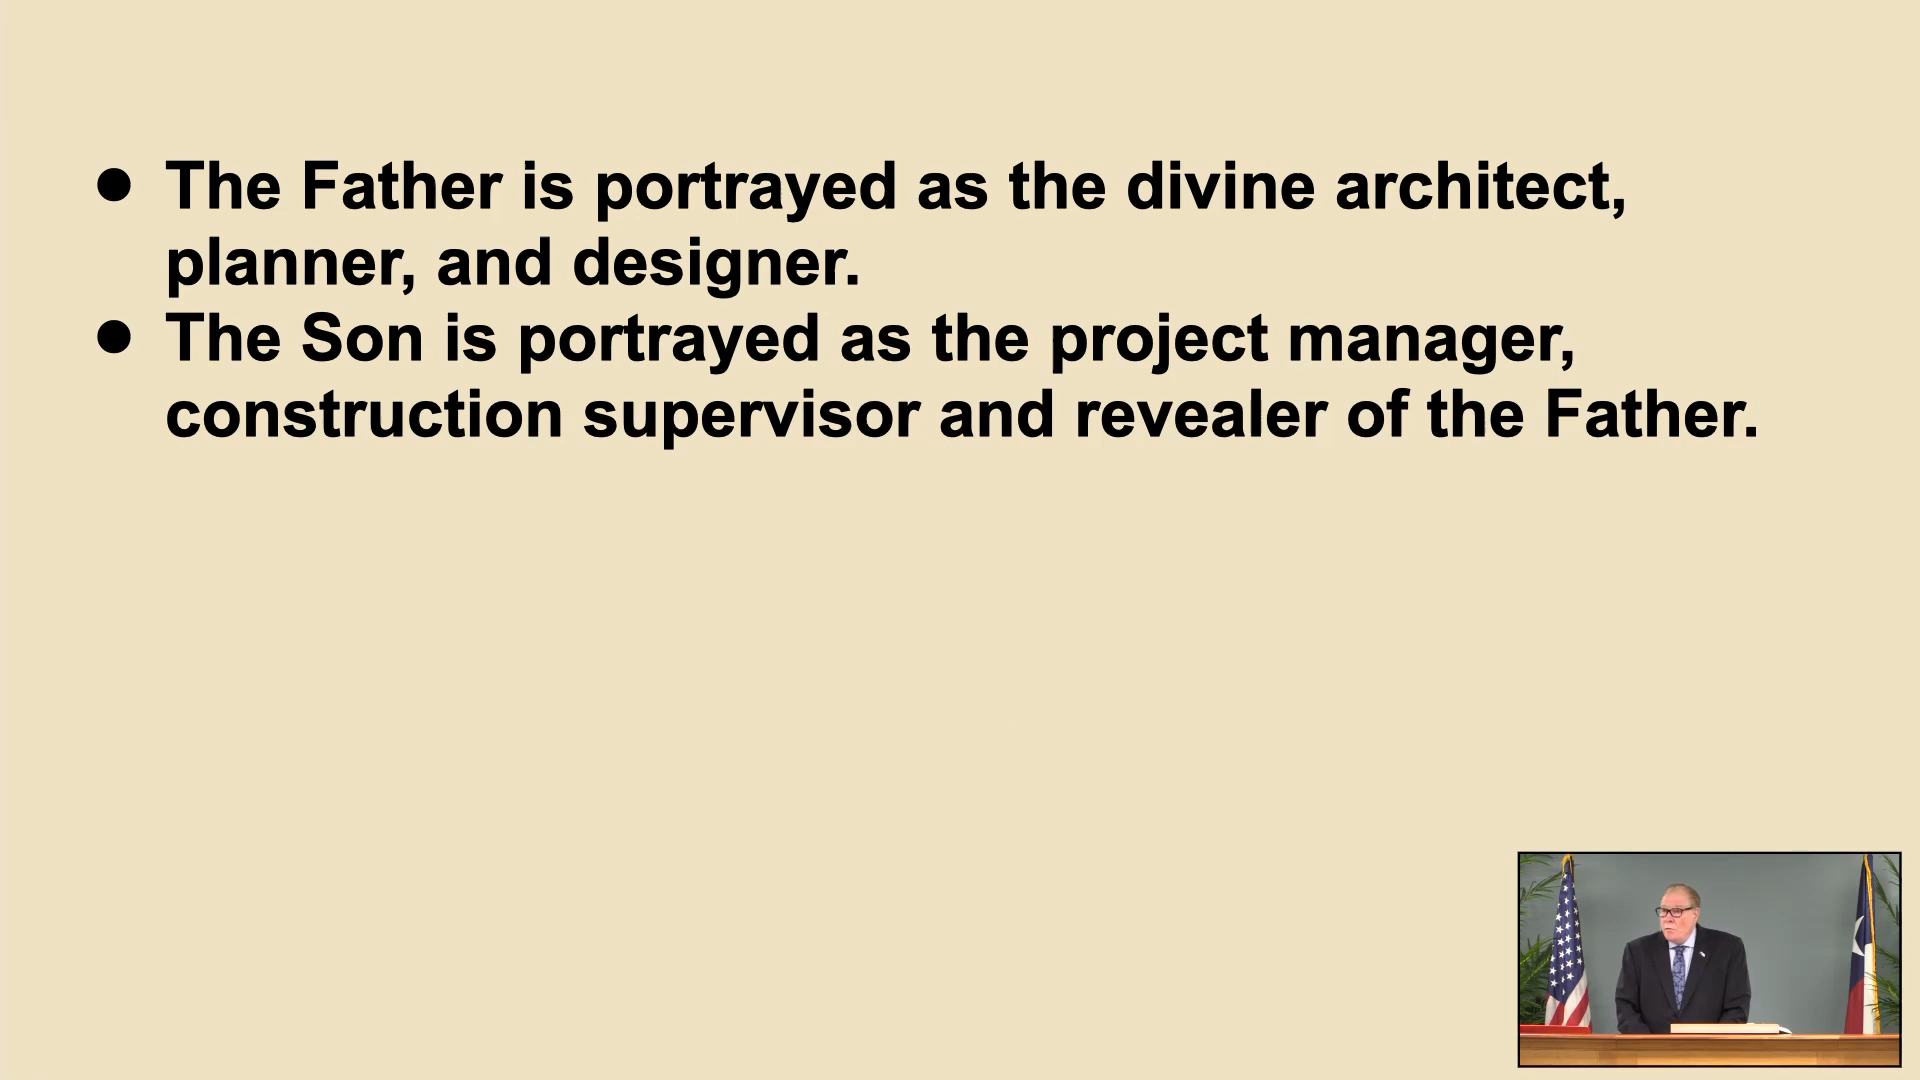 ● The Father is portrayed as the divine architect,
planner, and designer.
● The Son is portrayed as the project manager,
construction supervisor and revealer of the Father.